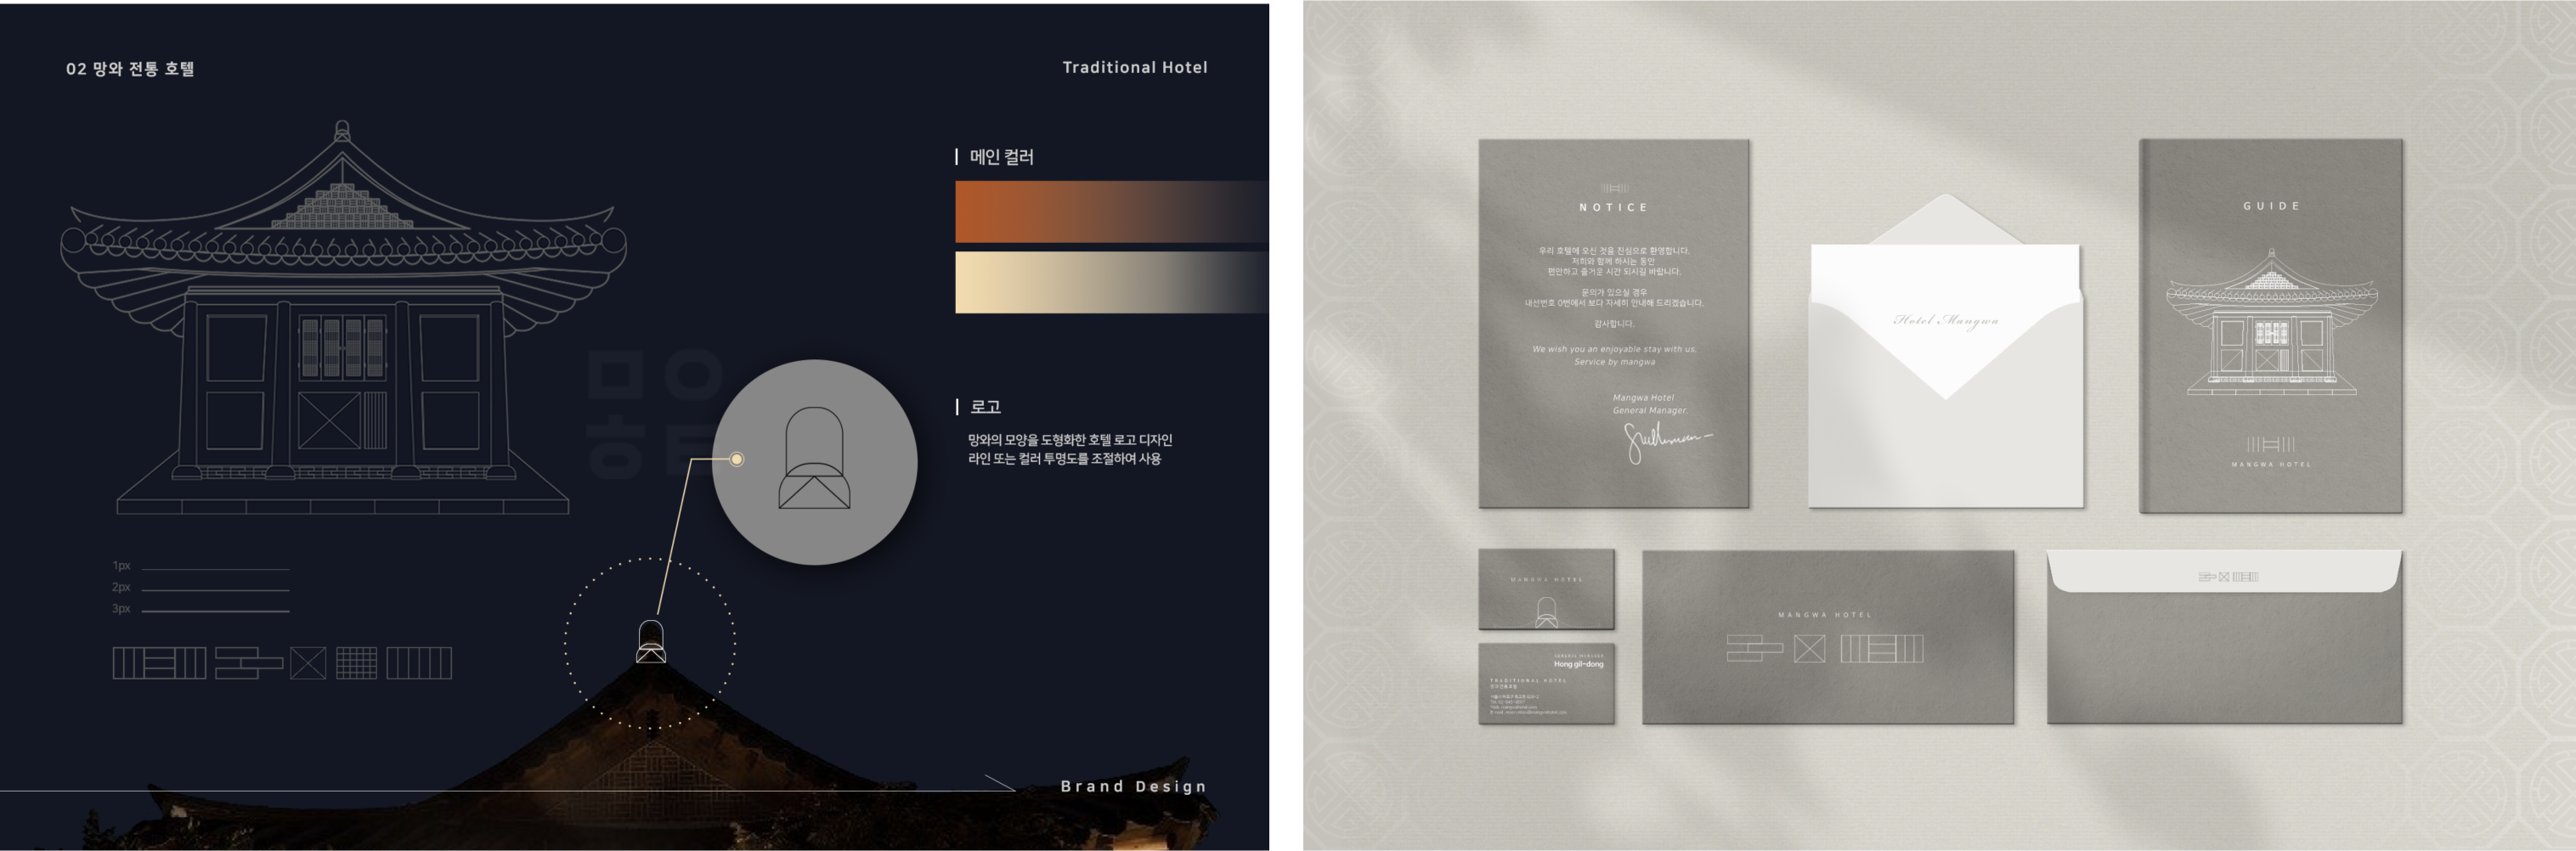 02 망와 전통 호텔
Traditional Hotel
메인 컬러
망호
로고
망와의 모양을 도형화한 호텔 로고 디자인
라인 또는 컬러 투명도를 조절하여 사용
1px
2px
3px
Brand Design
NOTICE
우리 호텔에 오신 것을 진심으로 환영합니다.
저희와 함께 하시는 동안
편안하고 즐거운 시간 되시길 바랍니다.
문의가 있으실 경우
내선번호 0번에서 보다 자세히 안내해 드리겠습니다.
감사합니다.
We wish you an enjoyable stay with us.
Service by mangwa
Mangwa Hotel
General Manager.
Hotel Mangwa
GUIDE
MANGWA HOTEL
MANGWA HOTEL
GENERAL MANAGER
Hong gil-dong
TRADITIONAL HOTEL
MANGWA HOTEL